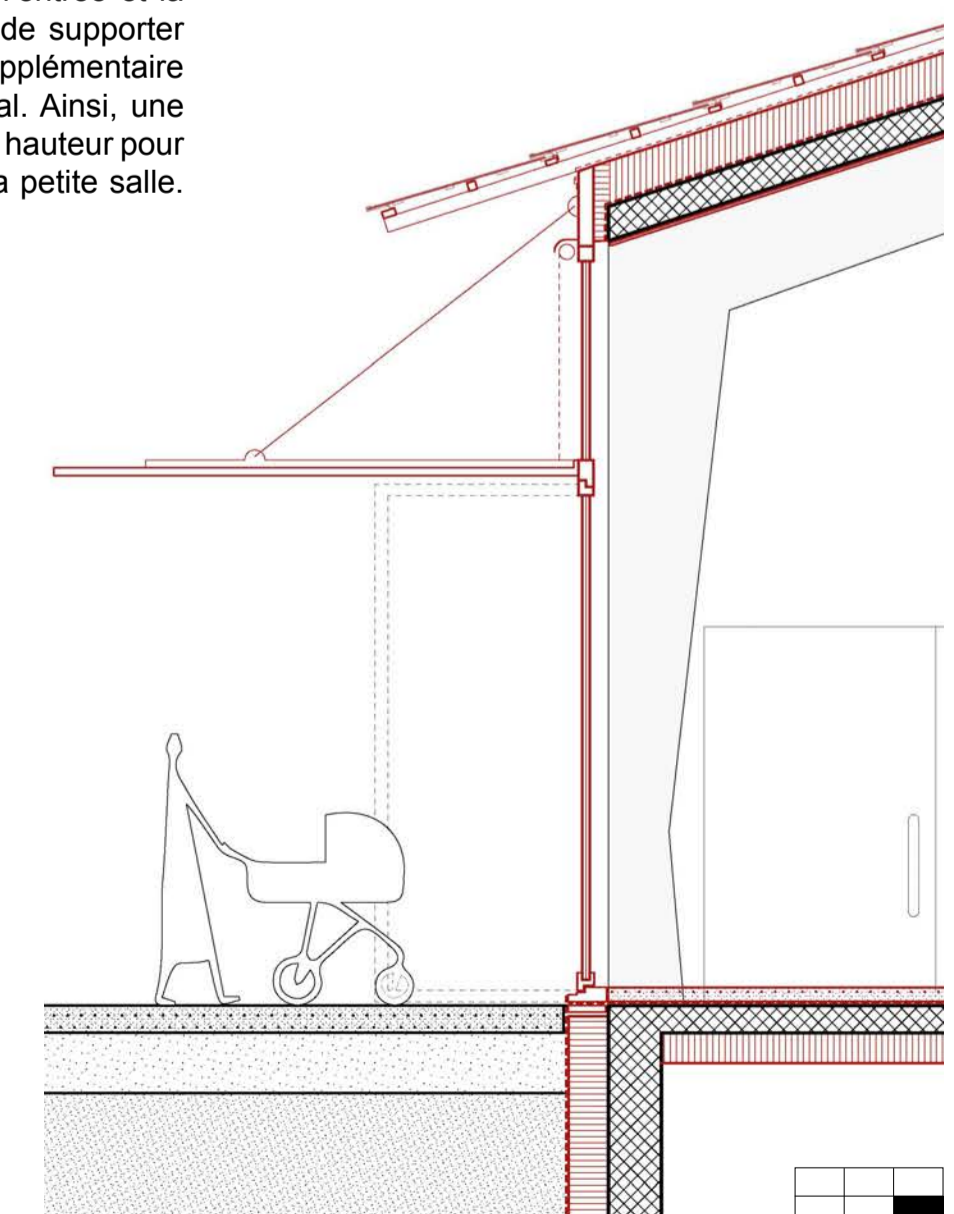 de supporter
pplémentaire
al. Ainsi, une
hauteur pour
a petite salle.